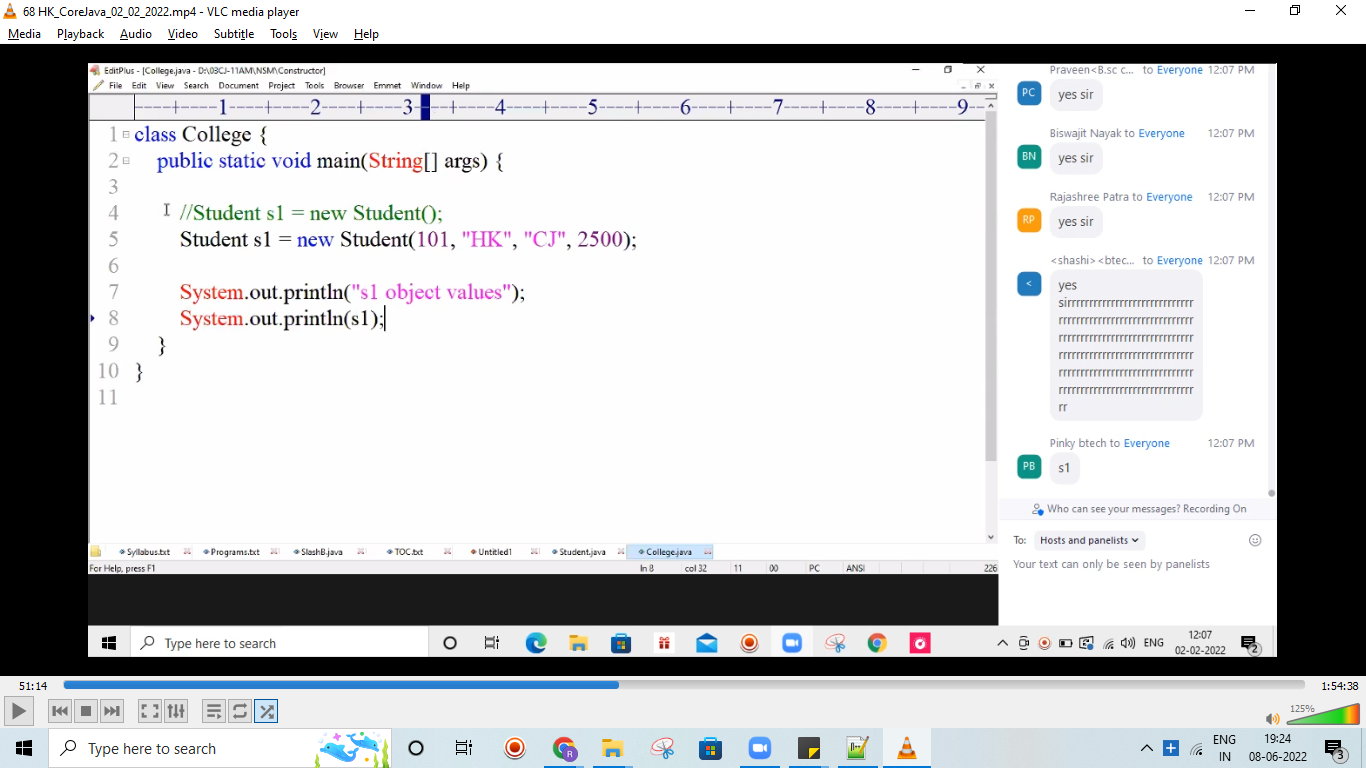 68 HK_CoreJava_02_02_2022.mp4 - VLC media player
Media Playback Audio Video Subtitle Tools View Help
EditPlus - [College.java - D:\03CJ-11AM\NSM\Constructor]
File Edit View Search Document Project Tools Browser Emmet Window Help
----+----1----+----2----+----3----+----4----+----5----+----6----+----7----+----8----+----9--
1 class College {
2 public static void main(String[] args) {
3
4 //Student s1 = new Student();
5 Student s1 = new Student(101, "HK", "CJ", 2500);
6
7 System.out.println("s1 object values");
8 System.out.println(s1);
9 }
10 }
11
Syllabus.txt Programs.txt SlashB.java TOC.txt Untitled1 Student.java College.java
For Help, press F1 ln 8 col 32 11 00 PC ANSI 226
Praveen<B.sc c... to Everyone 12:07 PM
PC yes sir
Biswajit Nayak to Everyone 12:07 PM
BN yes sir
Rajashree Patra to Everyone 12:07 PM
RP yes sir
<shashi><btec... to Everyone 12:07 PM
< yes
sirrrrrrrrrrrrrrrrrrrrrrrrrrrrr
rrrrrrrrrrrrrrrrrrrrrrrrrrrrrrr
rrrrrrrrrrrrrrrrrrrrrrrrrrrrrrr
rrrrrrrrrrrrrrrrrrrrrrrrrrrrrrr
rrrrrrrrrrrrrrrrrrrrrrrrrrrrrrr
rrrrrrrrrrrrrrrrrrrrrrrrrrrrrrr
rr
Pinky btech to Everyone 12:07 PM
PB s1
Who can see your messages? Recording On
To: Hosts and panelists
Your text can only be seen by panelists
Type here to search ENG 12:07
02-02-2022 2
51:14 1:54:38
125%
Type here to search ENG 19:24
IN 08-06-2022 3